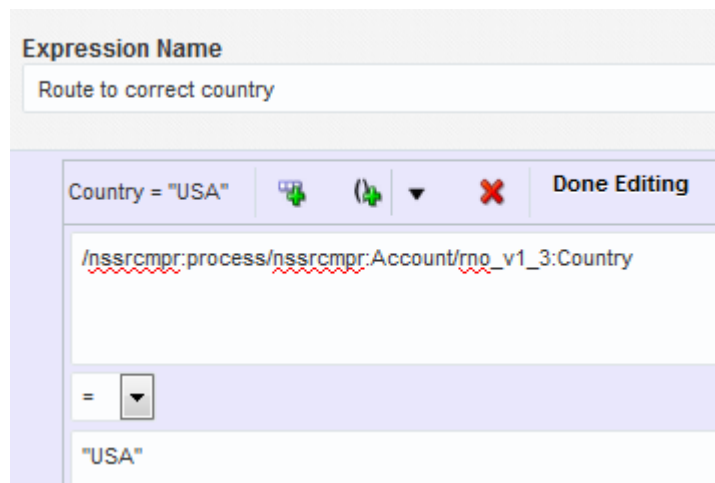 Expression Name
Route to correct country
Country = "USA" () Done Editing
/nssrcmpr:process/nssrcmpr:Account/rno_v1_3:Country
=
"USA"